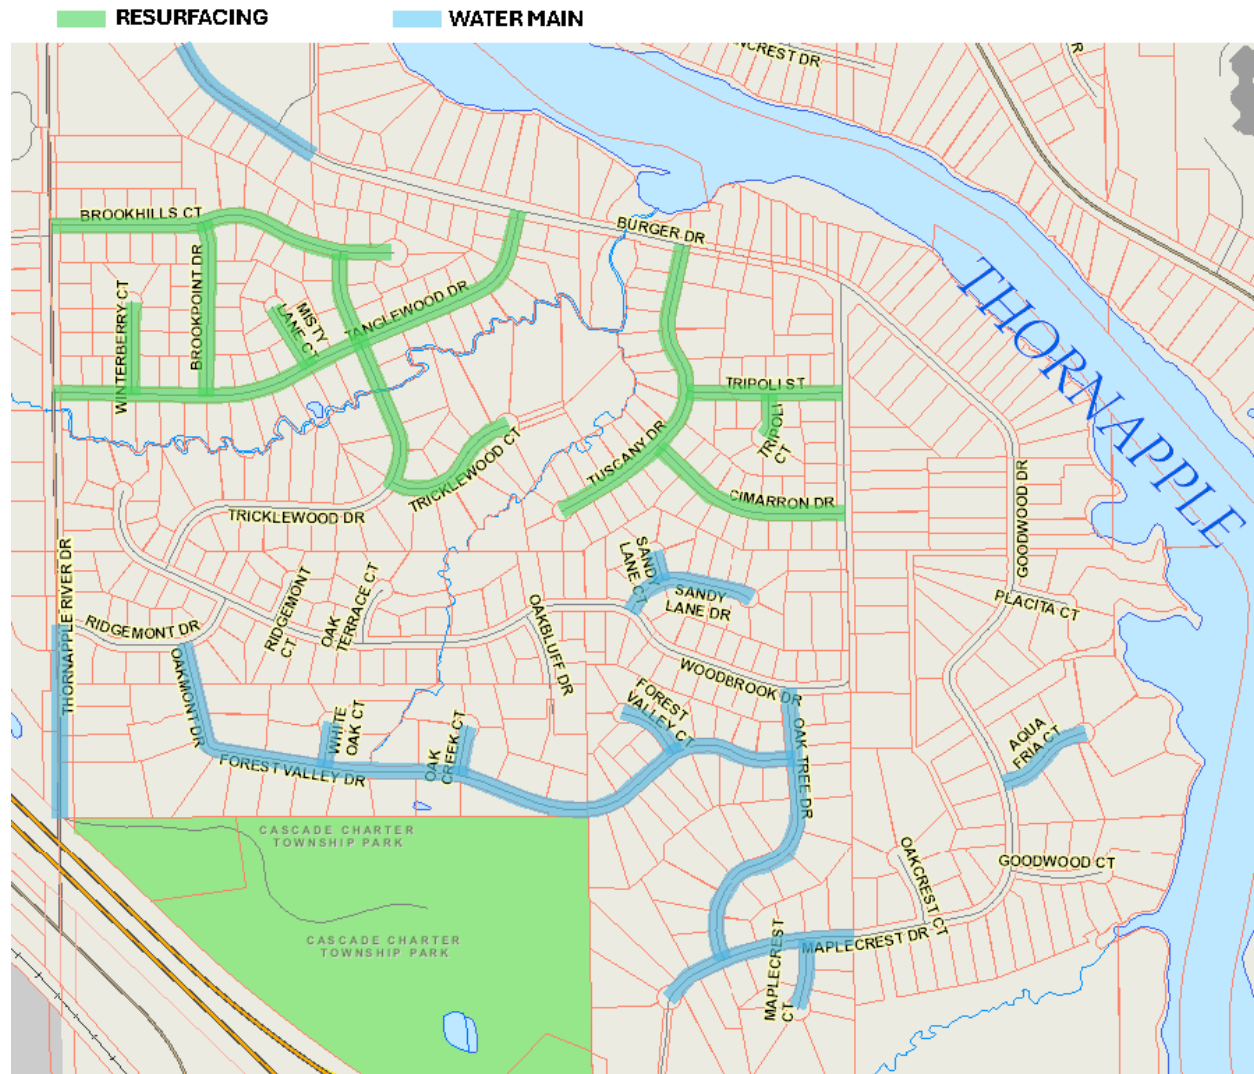 RESURFACING
WATER MAIN
NCREST DR
R
BROOKHILLS CT
BURGER DR
BROOKPOINT DR
WINTERBERRY CT
MISTY
LANE CT
TANGLEWOOD DR
THORNAPPLE
TRIPOLI ST
TRIPOLI
CT
TUSCANY DR
CIMARRON DR
TRICKLEWOOD CT
TRICKLEWOOD DR
GOODWOOD DR
THORNAPPLE RIVER DR
SANDY
LANE CT
SANDY
LANE DR
RIDGEMONT DR
RIDGEMONT
CT
OAK
TERRACE CT
OAKBLUFF DR
PLACITA CT
OAKMONT DR
WOODBROOK DR
FOREST
VALLEY CT
WHITE
OAK CT
OAK
CREEK CT
OAK TREE DR
AQUA
FRIA CT
FOREST VALLEY DR
CASCADE CHARTER
TOWNSHIP PARK
OAKCREST CT
GOODWOOD CT
CASCADE CHARTER
TOWNSHIP PARK
MAPLECREST DR
MAPLECREST
CT